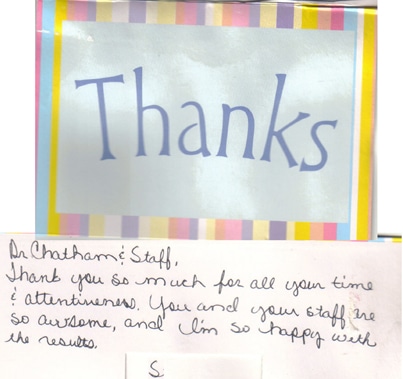 Thanks
Dr Chatham & Staff,
Thank you so much for all your time
& attentiveness. You and your staff are
so awesome, and I'm so happy with
the results.
S